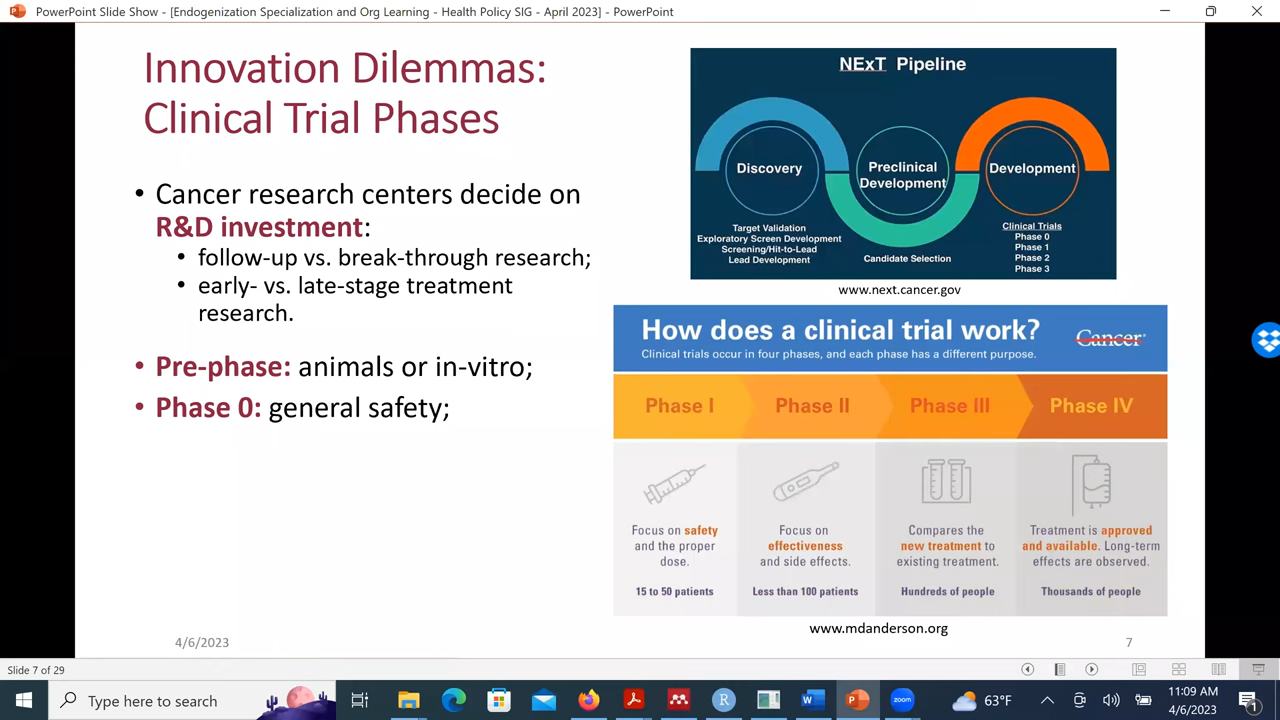 PowerPoint Slide Show - [Endogenization Specialization and Org Learning - Health Policy SIG - April 2023] - PowerPoint
Innovation Dilemmas:
Clinical Trial Phases
• Cancer research centers decide on
R&D investment:
• follow-up vs. break-through research;
• early- vs. late-stage treatment
research.
• Pre-phase: animals or in-vitro;
• Phase 0: general safety;
NExT Pipeline
Discovery
Target Validation
Exploratory Screen Development
Screening/Hit-to-Lead
Lead Development
Preclinical
Development
Candidate Selection
Development
Clinical Trials
Phase 0
Phase 1
Phase 2
Phase 3
www.next.cancer.gov
How does a clinical trial work?
Clinical trials occur in four phases, and each phase has a different purpose.
Cancer
Phase I
Phase II
Phase III
Phase IV
Focus on safety
and the proper
dose.
15 to 50 patients
Focus on
effectiveness
and side effects.
Less than 100 patients
Compares the
new treatment to
existing treatment.
Hundreds of people
Treatment is approved
and available. Long-term
effects are observed.
Thousands of people
www.mdanderson.org
4/6/2023
7
Slide 7 of 29
Type here to search
63°F
11:09 AM
4/6/2023
1